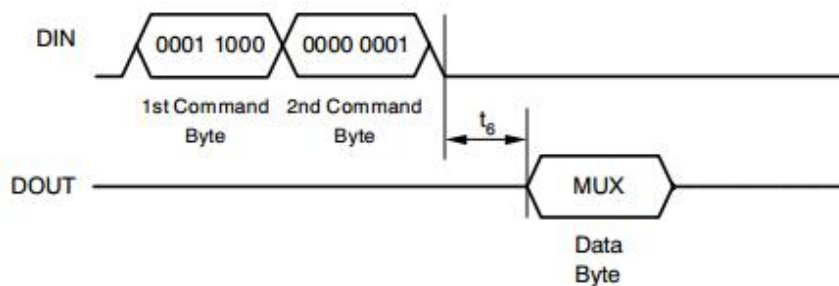 DIN
0001 1000
0000 0001
1st Command
Byte
2nd Command
Byte
t6
DOUT
MUX
Data
Byte